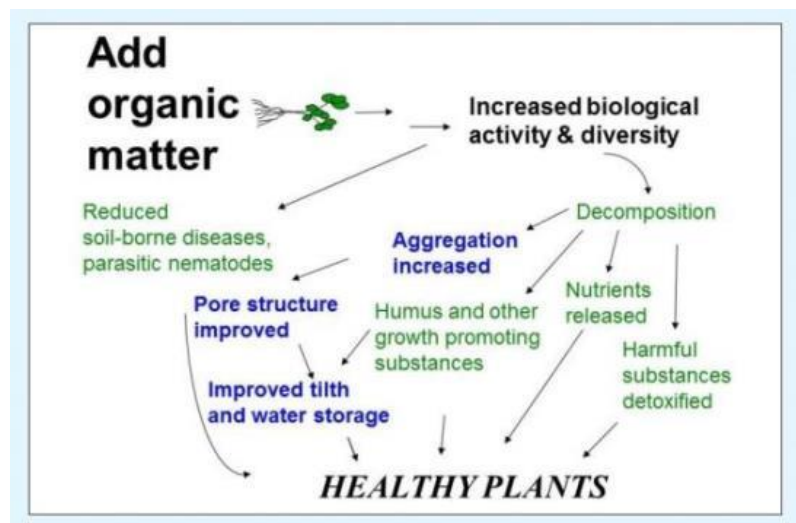 Add
organic
matter
Increased biological
activity & diversity
Reduced
soil-borne diseases,
parasitic nematodes
Decomposition
Aggregation
increased
Pore structure
improved
Humus and other
growth promoting
substances
Nutrients
released
Harmful
substances
detoxified
Improved tilth
and water storage
HEALTHY PLANTS